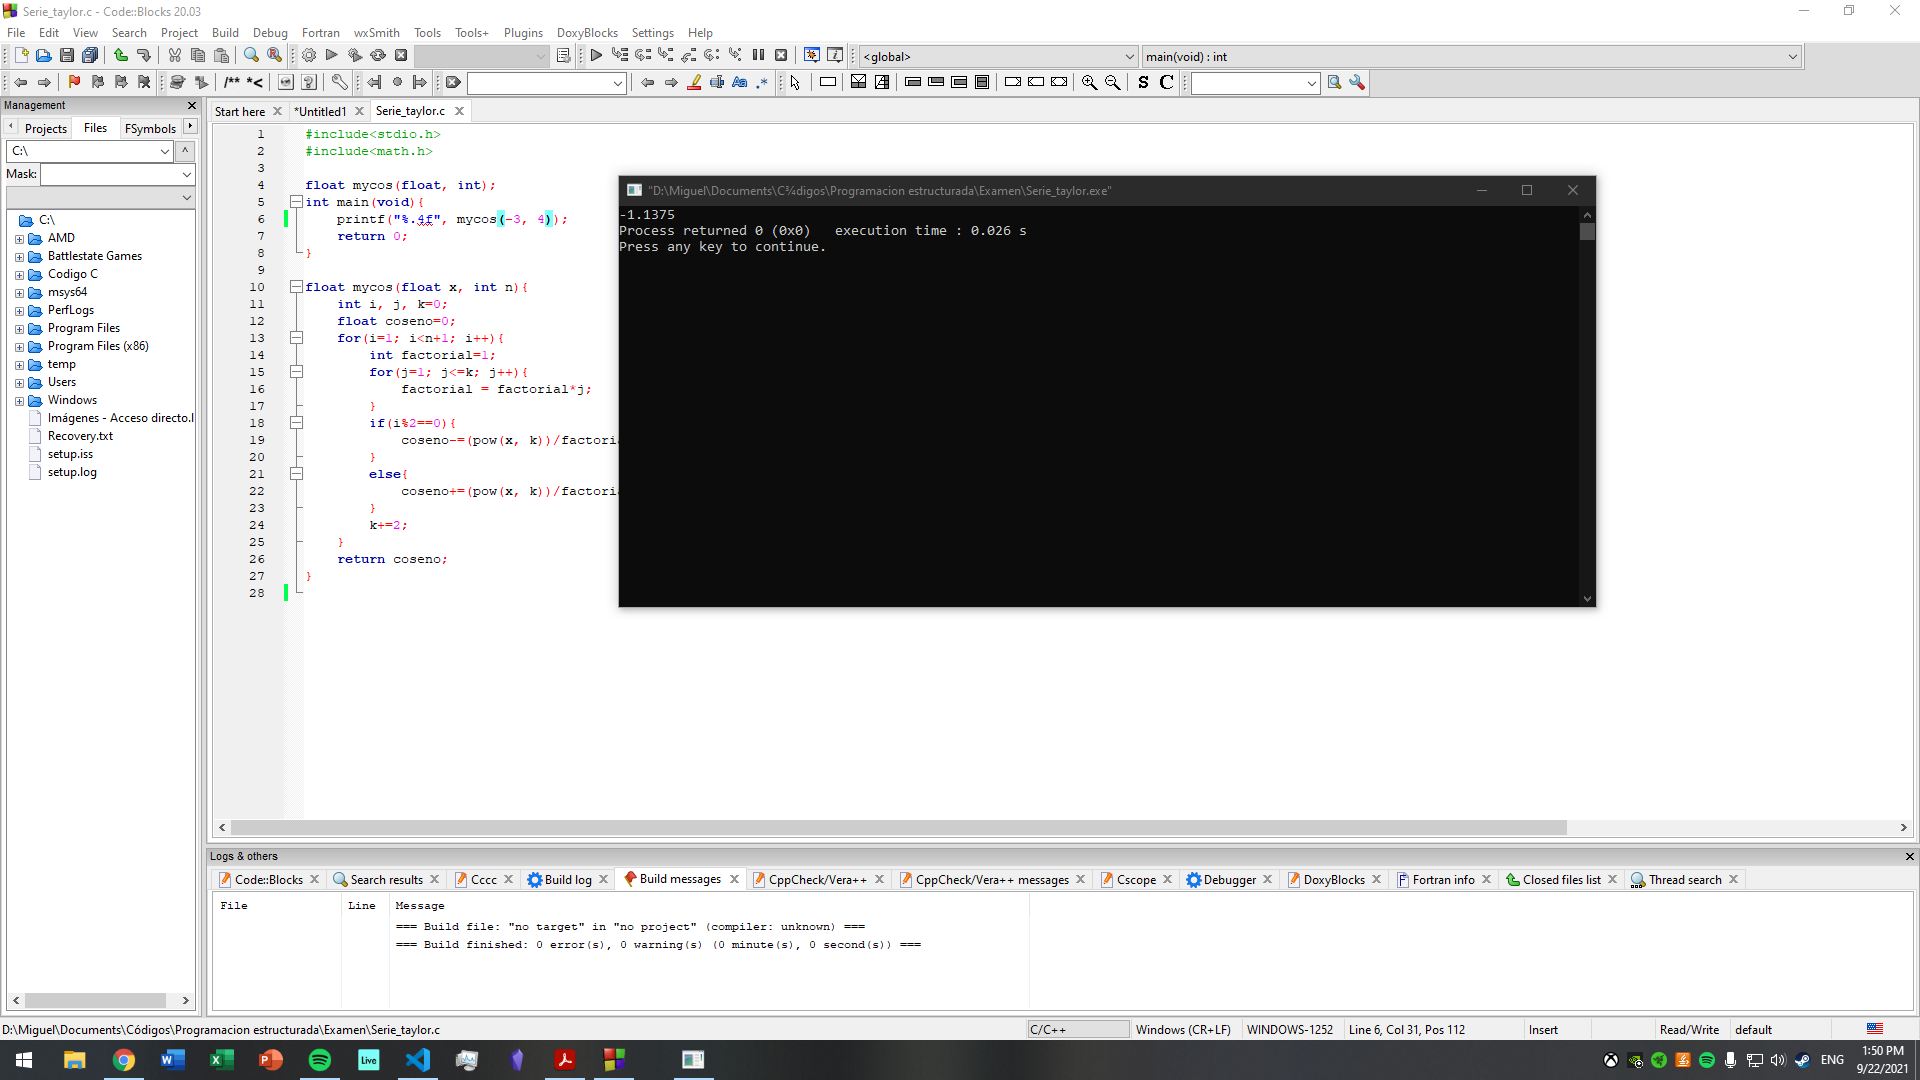 Serie_taylor.c - Code::Blocks 20.03
File Edit View Search Project Build Debug Fortran wxSmith Tools Tools+ Plugins DoxyBlocks Settings Help
<global> main(void) : int
/** *< Aa .* S C
Management
Projects Files FSymbols
C:\ ^
Mask:
C:\
AMD
Battlestate Games
Codigo C
msys64
PerfLogs
Program Files
Program Files (x86)
temp
Users
Windows
Imágenes - Acceso directo.l
Recovery.txt
setup.iss
setup.log
Start here *Untitled1 Serie_taylor.c
1 #include<stdio.h>
2 #include<math.h>
3
4 float mycos(float, int);
5 int main(void){
6 printf("%.4f", mycos(-3, 4));
7 return 0;
8 }
9
10 float mycos(float x, int n){
11 int i, j, k=0;
12 float coseno=0;
13 for(i=1; i<n+1; i++){
14 int factorial=1;
15 for(j=1; j<=k; j++){
16 factorial = factorial*j;
17 }
18 if(i%2==0){
19 coseno-=(pow(x, k))/factoria
20 }
21 else{
22 coseno+=(pow(x, k))/factoria
23 }
24 k+=2;
25 }
26 return coseno;
27 }
28
"D:\Miguel\Documents\C¾digos\Programacion estructurada\Examen\Serie_taylor.exe"
-1.1375
Process returned 0 (0x0) execution time : 0.026 s
Press any key to continue.
Logs & others
Code::Blocks Search results Cccc Build log Build messages CppCheck/Vera++ CppCheck/Vera++ messages Cscope Debugger DoxyBlocks Fortran info Closed files list Thread search
File Line Message
=== Build file: "no target" in "no project" (compiler: unknown) ===
=== Build finished: 0 error(s), 0 warning(s) (0 minute(s), 0 second(s)) ===
D:\Miguel\Documents\Códigos\Programacion estructurada\Examen\Serie_taylor.c C/C++ Windows (CR+LF) WINDOWS-1252 Line 6, Col 31, Pos 112 Insert Read/Write default
Live
ENG
1:50 PM
9/22/2021